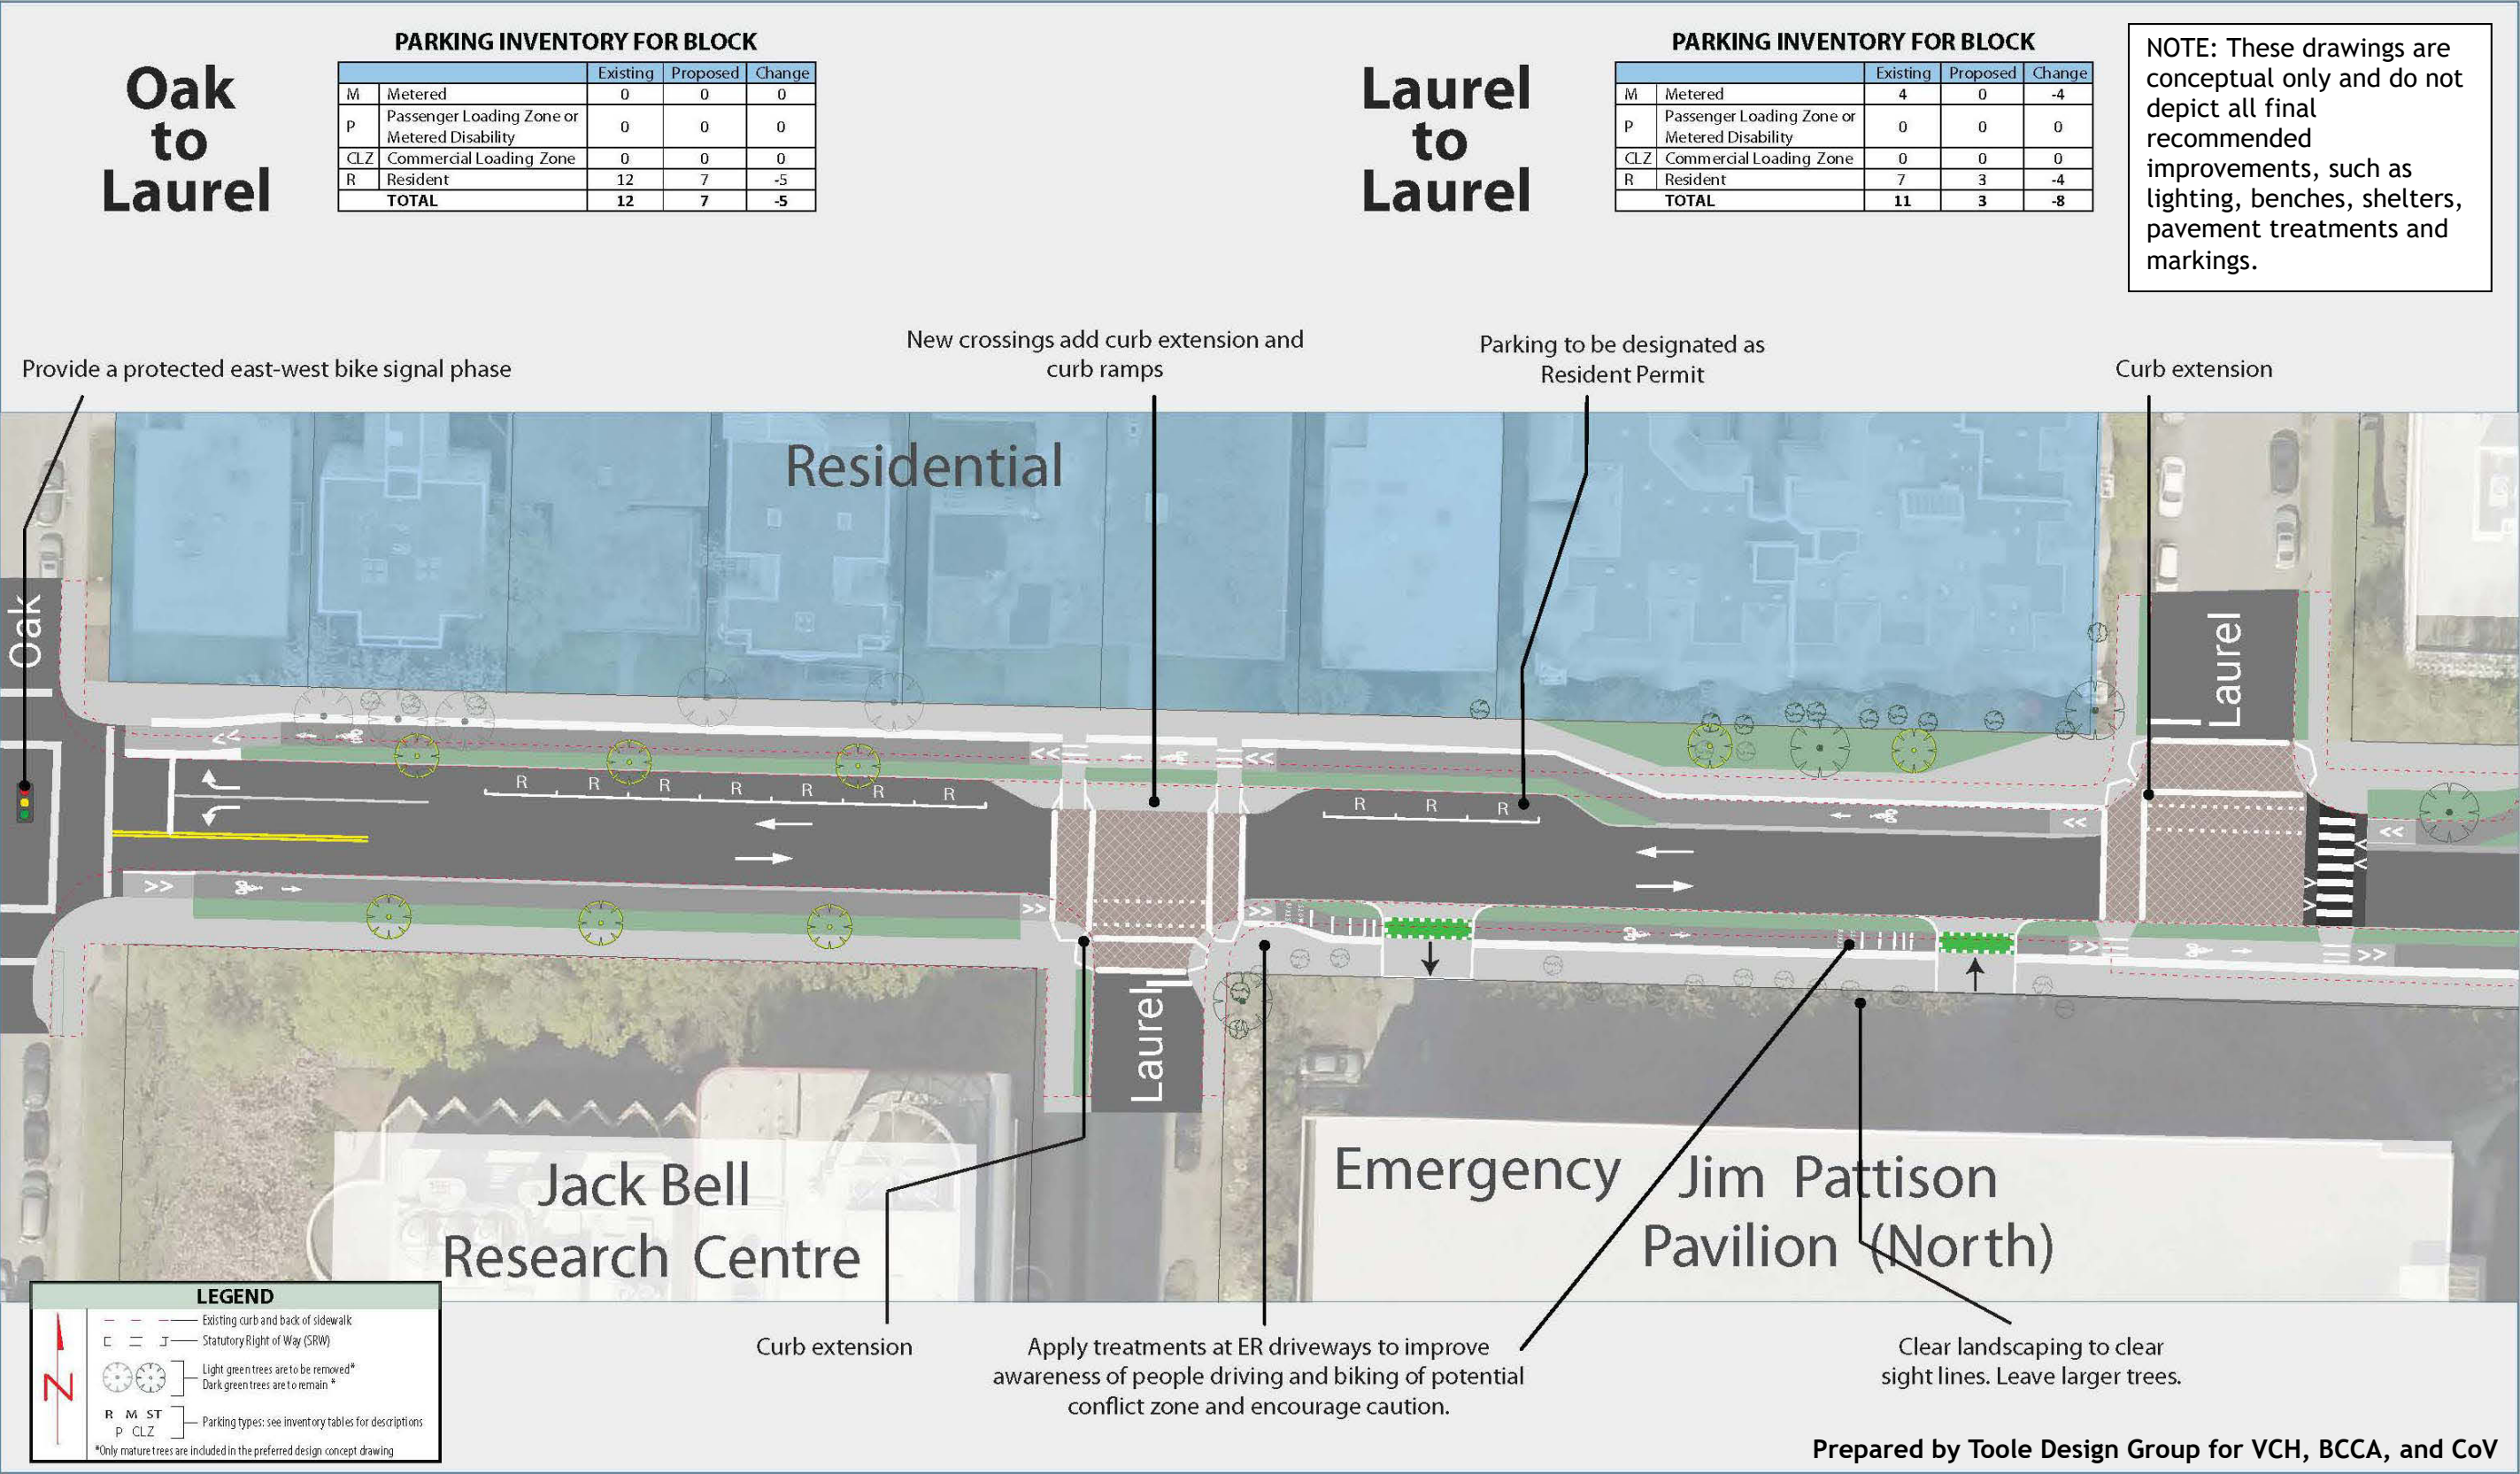 Oak
to
Laurel
PARKING INVENTORY FOR BLOCK
Existing Proposed Change
M Metered 0 0 0
P Passenger Loading Zone or
Metered Disability 0 0 0
CLZ Commercial Loading Zone 0 0 0
R Resident 12 7 -5
TOTAL 12 7 -5
Laurel
to
Laurel
PARKING INVENTORY FOR BLOCK
Existing Proposed Change
M Metered 4 0 -4
P Passenger Loading Zone or
Metered Disability 0 0 0
CLZ Commercial Loading Zone 0 0 0
R Resident 7 3 -4
TOTAL 11 3 -8
NOTE: These drawings are
conceptual only and do not
depict all final
recommended
improvements, such as
lighting, benches, shelters,
pavement treatments and
markings.
Provide a protected east-west bike signal phase
New crossings add curb extension and
curb ramps
Parking to be designated as
Resident Permit
Curb extension
Residential
Oak
Laurel
R R R R R R R
R R R
Laurel
Jack Bell
Research Centre
Emergency
Jim Pattison
Pavilion (North)
LEGEND
Existing curb and back of sidewalk
Statutory Right of Way (SRW)
Light green trees are to be removed*
Dark green trees are to remain *
R M ST
P CLZ
Parking types: see inventory tables for descriptions
*Only mature trees are included in the preferred design concept drawing
N
Curb extension
Apply treatments at ER driveways to improve
awareness of people driving and biking of potential
conflict zone and encourage caution.
Clear landscaping to clear
sight lines. Leave larger trees.
Prepared by Toole Design Group for VCH, BCCA, and CoV